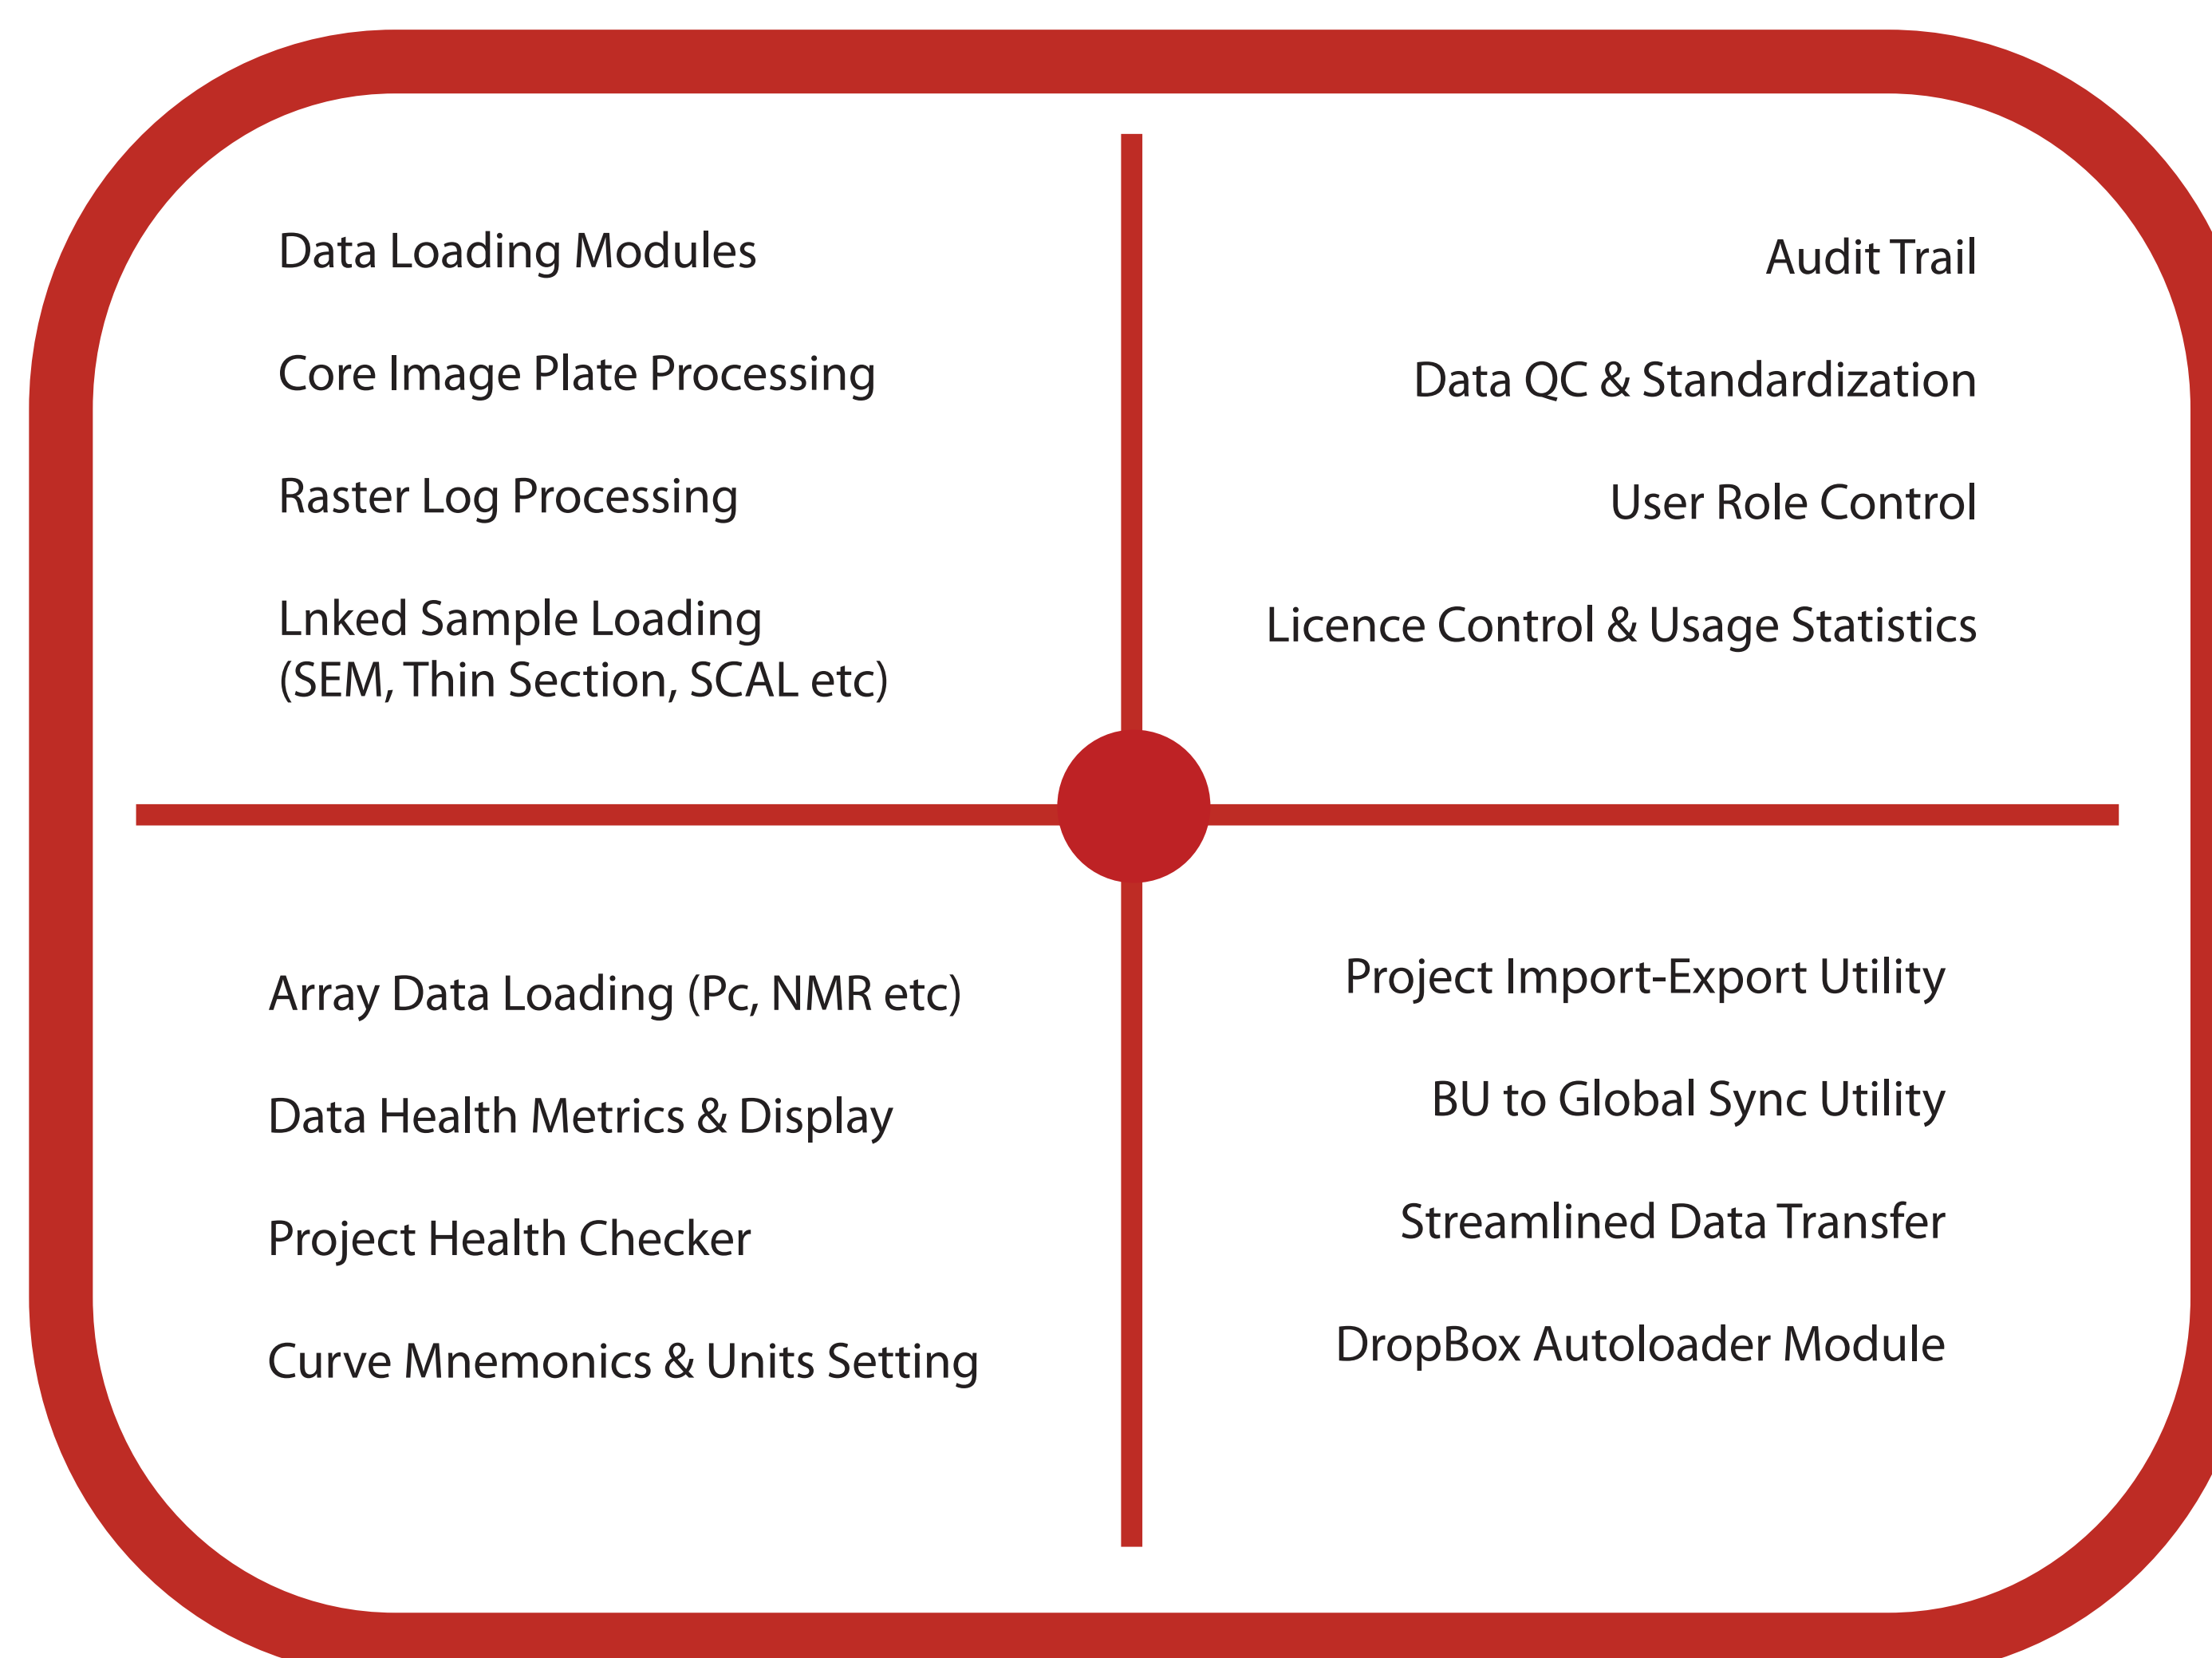 Data Loading Modules
Core Image Plate Processing
Raster Log Processing
Lnked Sample Loading
(SEM, Thin Section, SCAL etc)
Audit Trail
Data QC & Standardization
User Role Control
Licence Control & Usage Statistics
Array Data Loading (Pc, NMR etc)
Data Health Metrics & Display
Project Health Checker
Curve Mnemonics & Units Setting
Project Import-Export Utility
BU to Global Sync Utility
Streamlined Data Transfer
DropBox Autoloader Module